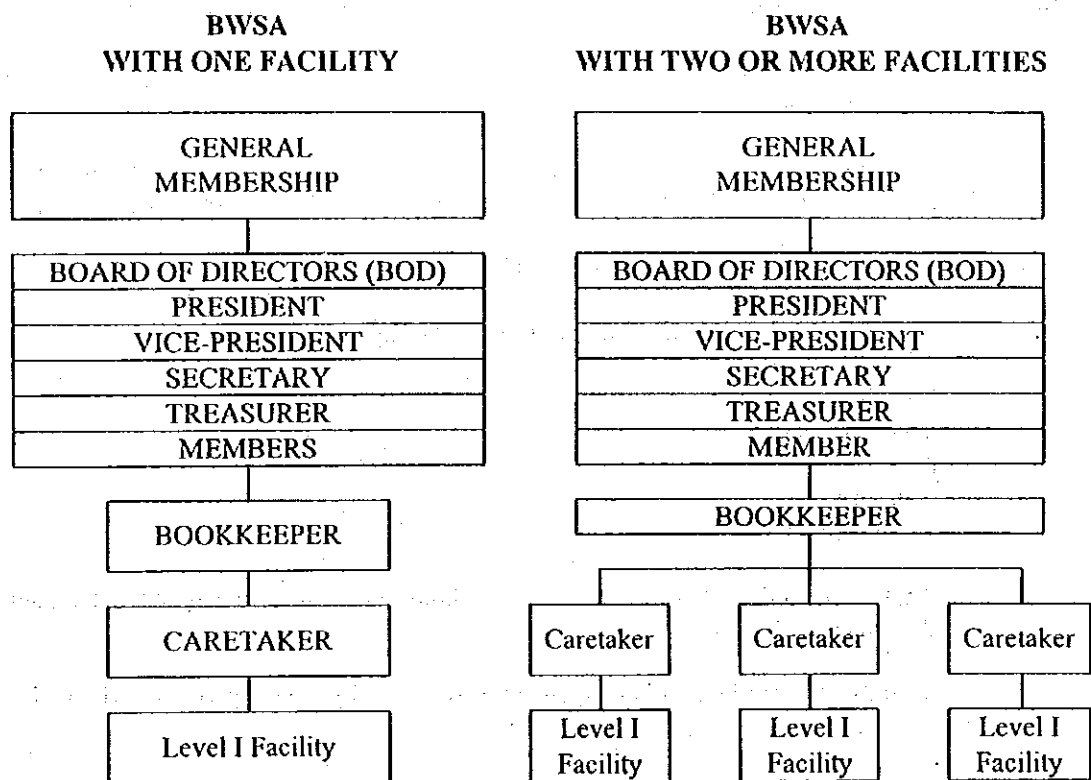 BWSA
WITH ONE FACILITY
GENERAL
MEMBERSHIP
BOARD OF DIRECTORS (BOD)
PRESIDENT
VICE-PRESIDENT
SECRETARY
TREASURER
MEMBERS
BOOKKEEPER
CARETAKER
Level I Facility
BWSA
WITH TWO OR MORE FACILITIES
GENERAL
MEMBERSHIP
BOARD OF DIRECTORS (BOD)
PRESIDENT
VICE-PRESIDENT
SECRETARY
TREASURER
MEMBER
BOOKKEEPER
Caretaker
Caretaker
Caretaker
Level I
Facility
Level I
Facility
Level I
Facility